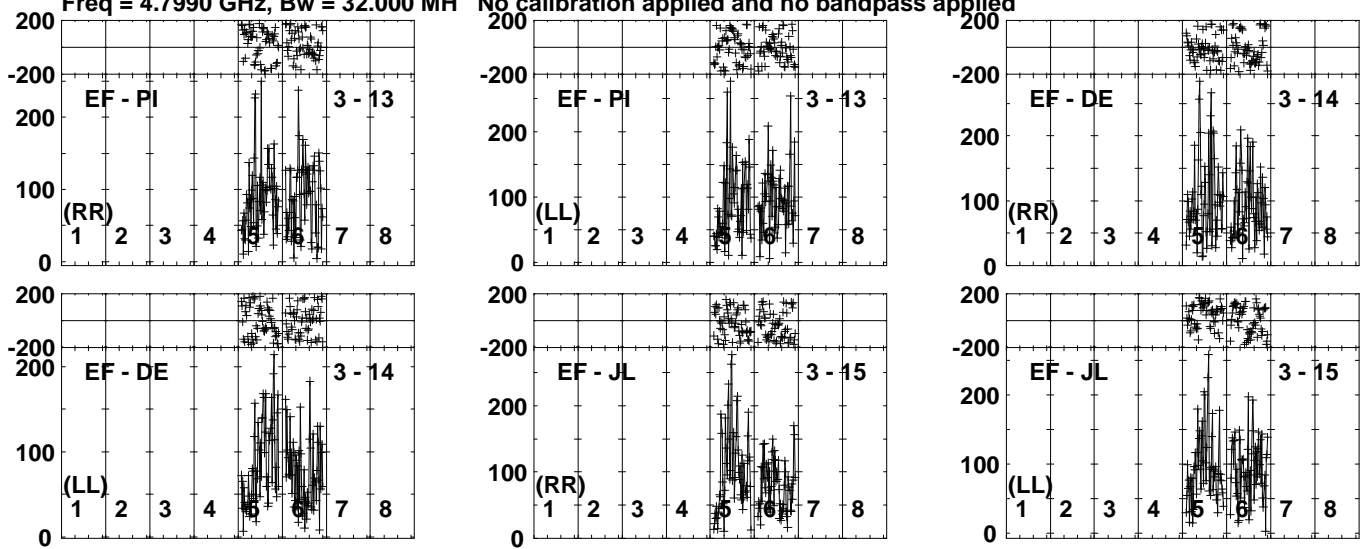 Freq = 4.7990 GHz, Bw = 32.000 MH No calibration applied and no bandpass applied
200
-200
EF - PI 3 - 13
200
100
(RR)
1 2 3 4 5 6 7 8
0
EF - PI 3 - 13
200
100
(LL)
1 2 3 4 5 6 7 8
0
200
-200
EF - DE 3 - 14
200
100
(RR)
1 2 3 4 5 6 7 8
0
200
-200
200
EF - DE 3 - 14
100
(LL)
1 2 3 4 5 6 7 8
0
200
-200
EF - JL 3 - 15
200
100
(RR)
1 2 3 4 5 6 7 8
0
200
-200
EF - JL 3 - 15
200
100
(LL)
1 2 3 4 5 6 7 8
0